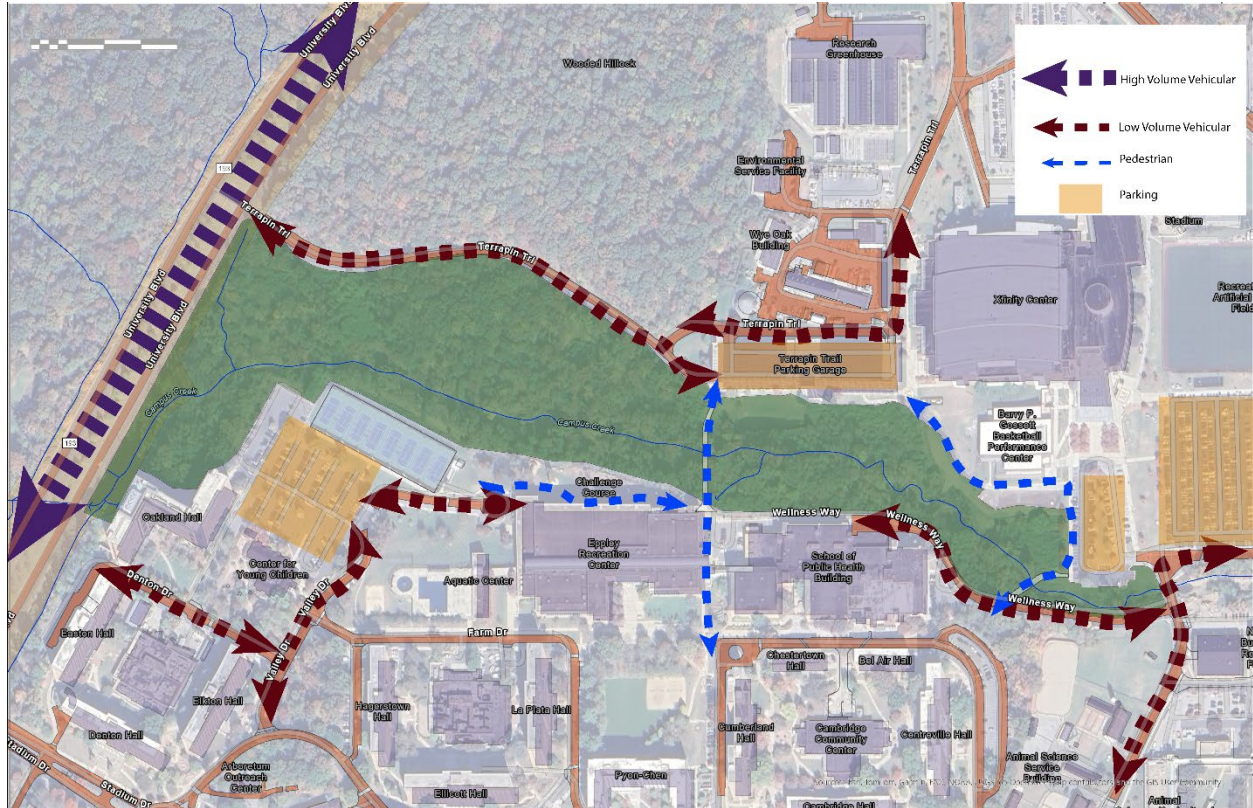 University Blvd
University Blvd
Wooded Hillock
Research
Greenhouse
High Volume Vehicular
Low Volume Vehicular
Pedestrian
Parking
193
Environmental
Service Facility
Terrapin Trl
Stadium
Terrapin Trl
Terrapin Trl
Wye Oak
Building
Xfinity Center
University Blvd
University Blvd
Terrapin Trl
Terrapin Trail
Parking Garage
Campus Creek
Campus Creek
193
Barry P.
Gossett
Basketball
Performance
Center
Challenge
Course
Oakland Hall
Wellness Way
Wellness Way
Center for
Young Children
Eppley
Recreation
Center
School of
Public Health
Building
Aquatic Center
Denton Dr
Valley Dr
Wellness Way
Easton Hall
Farm Dr
Valley Dr
Chestertown
Hall
Bel Air Hall
Elkton Hall
Hagerstown
Hall
La Plata Hall
Cumberland
Hall
Cambridge
Community
Center
Centreville Hall
Denton Hall
Stadium Dr
Stadium Dr
Arboretum
Outreach
Center
Pyon-Chen
Animal Science
Service
Building
Ellicott Hall
Cambridge Hall
Animal